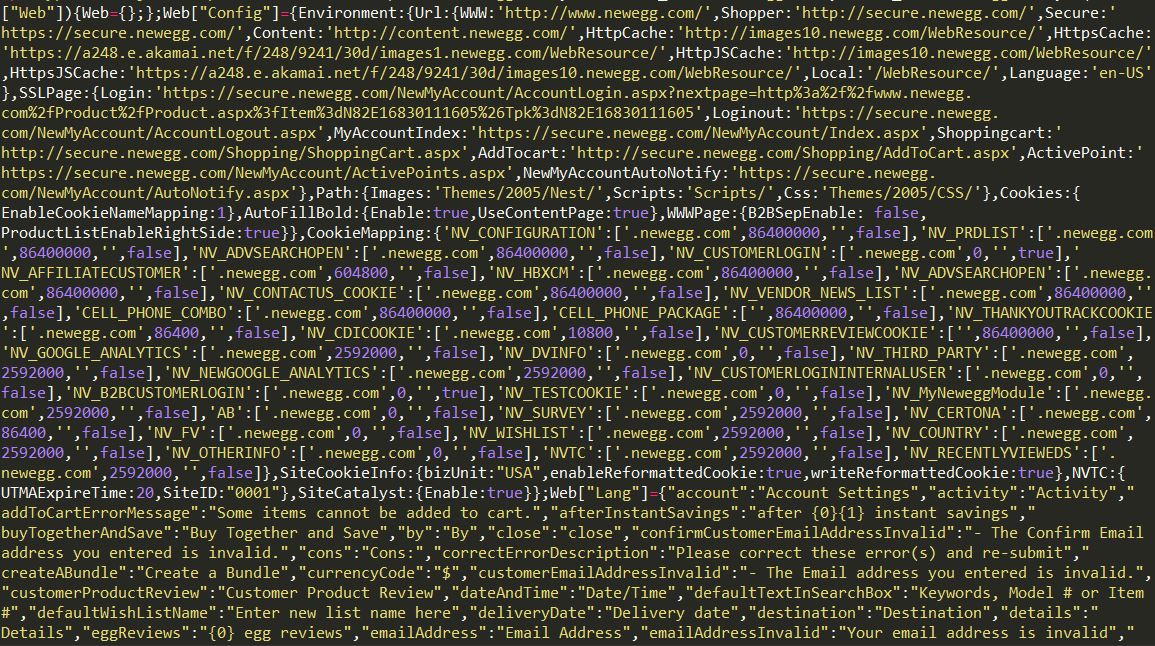 ["Web"]){Web={};};Web["Config"]={Environment:{Url:{WWW:'http://www.newegg.com/',Shopper:'http://secure.newegg.com/',Secure:'
https://secure.newegg.com/',Content:'http://content.newegg.com/',HttpCache:'http://images10.newegg.com/WebResource/',HttpsCache:
'https://a248.e.akamai.net/f/248/9241/30d/images1.newegg.com/WebResource/',HttpJSCache:'http://images10.newegg.com/WebResource/'
,HttpsJSCache:'https://a248.e.akamai.net/f/248/9241/30d/images10.newegg.com/WebResource/',Local:'/WebResource/',Language:'en-US'
},SSLPage:{Login:'https://secure.newegg.com/NewMyAccount/AccountLogin.aspx?nextpage=http%3a%2f%2fwww.newegg.
com%2fProduct%2fProduct.aspx%3fItem%3dN82E16830111605%26Tpk%3dN82E16830111605',Loginout:'https://secure.newegg.
com/NewMyAccount/AccountLogout.aspx',MyAccountIndex:'https://secure.newegg.com/NewMyAccount/Index.aspx',Shoppingcart:'
http://secure.newegg.com/Shopping/ShoppingCart.aspx',AddTocart:'http://secure.newegg.com/Shopping/AddToCart.aspx',ActivePoint:'
https://secure.newegg.com/NewMyAccount/ActivePoints.aspx',NewMyAccountAutoNotify:'https://secure.newegg.
com/NewMyAccount/AutoNotify.aspx'},Path:{Images:'Themes/2005/Nest/',Scripts:'Scripts/',Css:'Themes/2005/CSS/'},Cookies:{
EnableCookieNameMapping:1},AutoFillBold:{Enable:true,UseContentPage:true},WWWPage:{B2BSepEnable: false,
ProductListEnableRightSide:true}},CookieMapping:{'NV_CONFIGURATION':['.newegg.com',86400000,'',false],'NV_PRDLIST':['.newegg.com
',86400000,'',false],'NV_ADVSEARCHOPEN':['.newegg.com',86400000,'',false],'NV_CUSTOMERLOGIN':['.newegg.com',0,'',true],'
NV_AFFILIATECUSTOMER':['.newegg.com',604800,'',false],'NV_HBXCM':['.newegg.com',86400000,'',false],'NV_ADVSEARCHOPEN':['.newegg.
com',86400000,'',false],'NV_CONTACTUS_COOKIE':['.newegg.com',86400000,'',false],'NV_VENDOR_NEWS_LIST':['.newegg.com',86400000,''
,false],'CELL_PHONE_COMBO':['.newegg.com',86400000,'',false],'CELL_PHONE_PACKAGE':['',86400000,'',false],'NV_THANKYOUTRACKCOOKIE
':['.newegg.com',86400,'',false],'NV_CDICOOKIE':['.newegg.com',10800,'',false],'NV_CUSTOMERREVIEWCOOKIE':['',86400000,'',false],
'NV_GOOGLE_ANALYTICS':['.newegg.com',2592000,'',false],'NV_DVINFO':['.newegg.com',0,'',false],'NV_THIRD_PARTY':['.newegg.com',
2592000,'',false],'NV_NEWGOOGLE_ANALYTICS':['.newegg.com',2592000,'',false],'NV_CUSTOMERLOGININTERNALUSER':['.newegg.com',0,'',
false],'NV_B2BCUSTOMERLOGIN':['.newegg.com',0,'',true],'NV_TESTCOOKIE':['.newegg.com',0,'',false],'NV_MyNeweggModule':['.newegg.
com',2592000,'',false],'AB':['.newegg.com',0,'',false],'NV_SURVEY':['.newegg.com',2592000,'',false],'NV_CERTONA':['.newegg.com',
86400,'',false],'NV_FV':['.newegg.com',0,'',false],'NV_WISHLIST':['.newegg.com',2592000,'',false],'NV_COUNTRY':['.newegg.com',
2592000,'',false],'NV_OTHERINFO':['.newegg.com',0,'',false],'NVTC':['.newegg.com',2592000,'',false],'NV_RECENTLYVIEWEDS':['.
newegg.com',2592000,'',false]},SiteCookieInfo:{bizUnit:"USA",enableReformattedCookie:true,writeReformattedCookie:true},NVTC:{
UTMAExpireTime:20,SiteID:"0001"},SiteCatalyst:{Enable:true}};Web["Lang"]={"account":"Account Settings","activity":"Activity","
addToCartErrorMessage":"Some items cannot be added to cart.","afterInstantSavings":"after {0}{1} instant savings","
buyTogetherAndSave":"Buy Together and Save","by":"By","close":"close","confirmCustomerEmailAddressInvalid":"- The Confirm Email
address you entered is invalid.","cons":"Cons:","correctErrorDescription":"Please correct these error(s) and re-submit","
createABundle":"Create a Bundle","currencyCode":"$","customerEmailAddressInvalid":"- The Email address you entered is invalid.",
"customerProductReview":"Customer Product Review","dateAndTime":"Date/Time","defaultTextInSearchBox":"Keywords, Model # or Item
#","defaultWishListName":"Enter new list name here","deliveryDate":"Delivery date","destination":"Destination","details":"
Details","eggReviews":"{0} egg reviews","emailAddress":"Email Address","emailAddressInvalid":"Your email address is invalid","